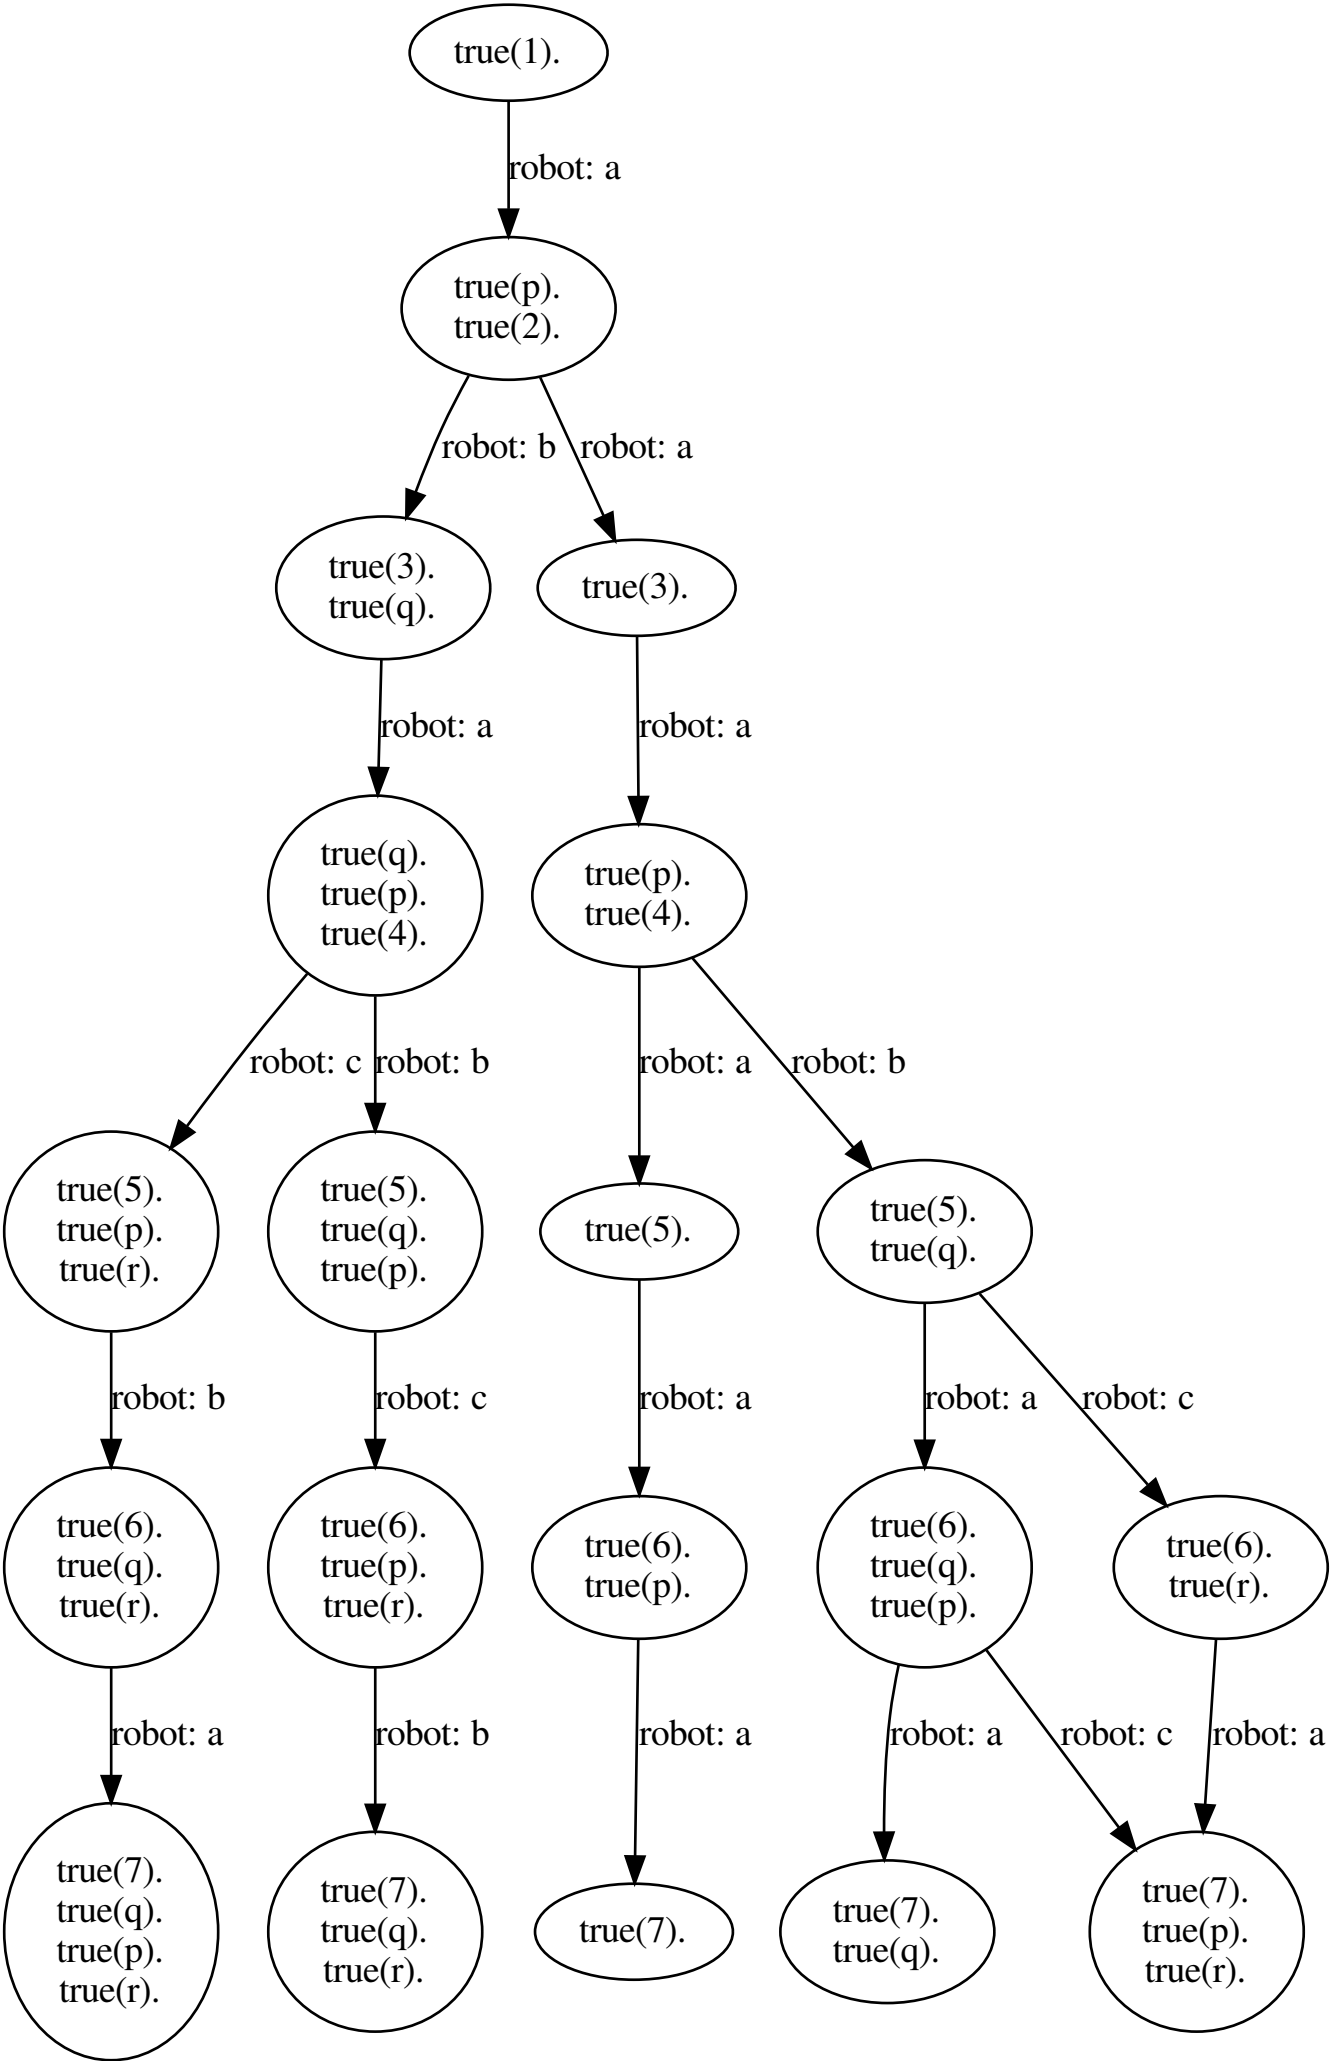 true(1).
robot: a
true(p).
true(2).
robot: b
robot: a
true(3).
true(q).
true(3).
robot: a
robot: a
true(q).
true(p).
true(4).
true(p).
true(4).
robot: c
robot: b
robot: a
robot: b
true(5).
true(p).
true(r).
true(5).
true(q).
true(p).
true(5).
true(5).
true(q).
robot: b
robot: c
robot: a
robot: a
robot: c
true(6).
true(q).
true(r).
true(6).
true(p).
true(r).
true(6).
true(p).
true(6).
true(q).
true(p).
true(6).
true(r).
robot: a
robot: b
robot: a
robot: a
robot: c
robot: a
true(7).
true(q).
true(p).
true(r).
true(7).
true(q).
true(r).
true(7).
true(7).
true(q).
true(7).
true(p).
true(r).